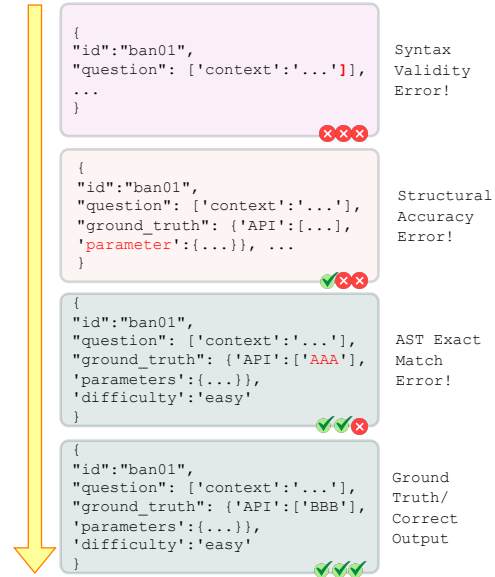 {
"id":"ban01",
"question": ['context':'...']],
...
}
Syntax
Validity
Error!
{
"id":"ban01",
"question": ['context':'...'],
"ground_truth": {'API':[...],
'parameter':{...}}, ...
}
Structural
Accuracy
Error!
{
"id":"ban01",
"question": ['context':'...'],
"ground_truth": {'API':['AAA'],
'parameters':{...}},
'difficulty':'easy'
}
AST Exact
Match
Error!
{
"id":"ban01",
"question": ['context':'...'],
"ground_truth": {'API':['BBB'],
'parameters':{...}},
'difficulty':'easy'
}
Ground
Truth/
Correct
Output